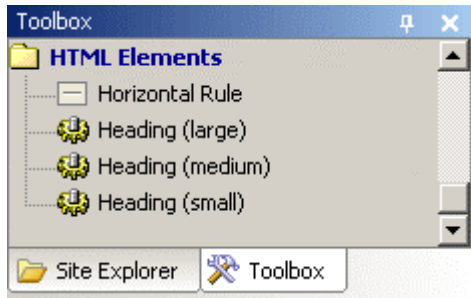 Toolbox
HTML Elements
Horizontal Rule
Heading (large)
Heading (medium)
Heading (small)
Site Explorer Toolbox